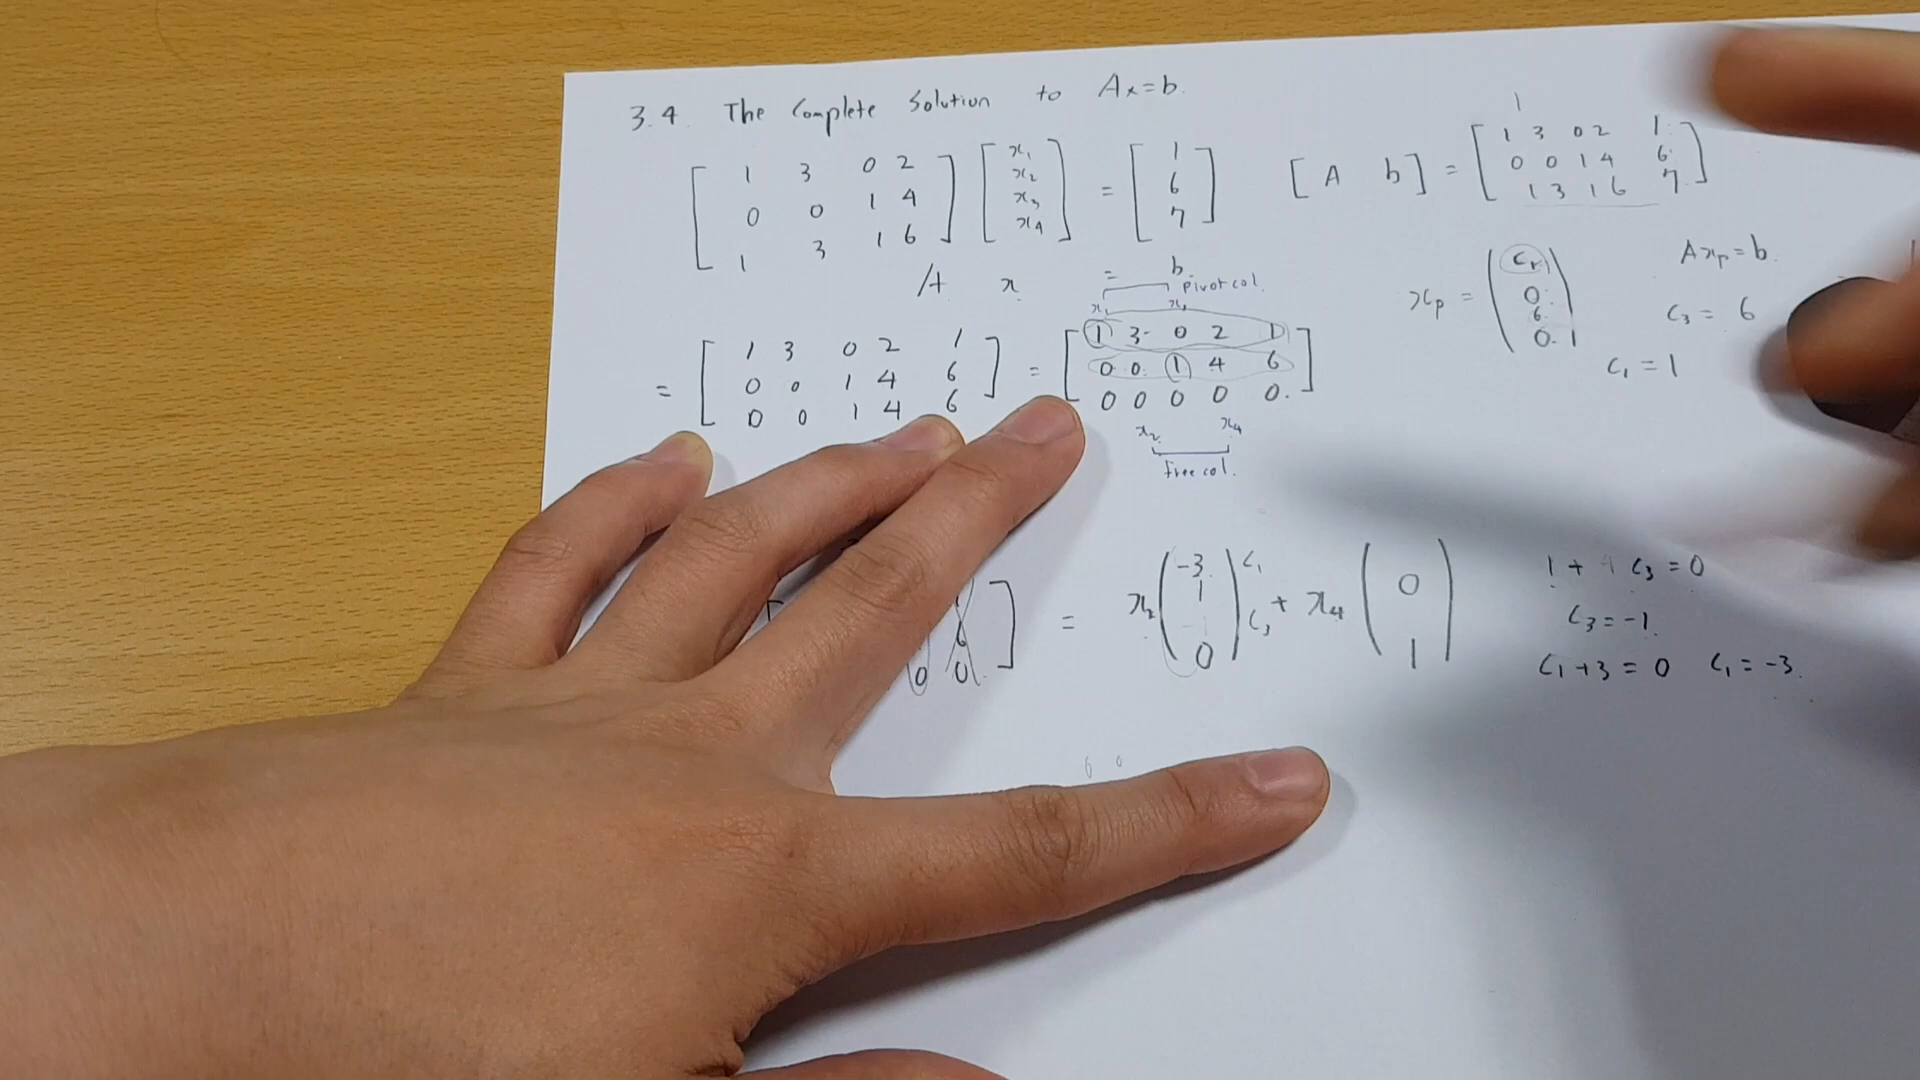 3.4. The Complete Solution to Ax=b.
[ 1 3 0 2 ] [ x₁ ] = [ 1 ]
[ 0 0 1 4 ] [ x₂ ] [ 6 ]
[ 1 3 1 6 ] [ x₃ ] [ 7 ]
[ x₄ ]
A x = b.
[ A b ] = [ 1 3 0 2 1 ]
[ 0 0 1 4 6 ]
[ 1 3 1 6 7 ]
1
pivot col.
x₁ x₃
= [ 1 3 0 2 1 ] = [ 1 3 0 2 1 ]
[ 0 0 1 4 6 ] [ 0 0 1 4 6 ]
[ 0 0 1 4 6 ] [ 0 0 0 0 0. ]
x₂ x₄
Free col.
xₚ = ( 0 6 0 )
Axₚ = b.
C₃ = 6
C₁ = 1
0 0
= x₂ ( -3 1 0 ) C₁ C₃ + x₄ ( 0 1 )
C₃ = 0
C₃ = -1.
C₁ + 3 = 0 C₁ = -3.